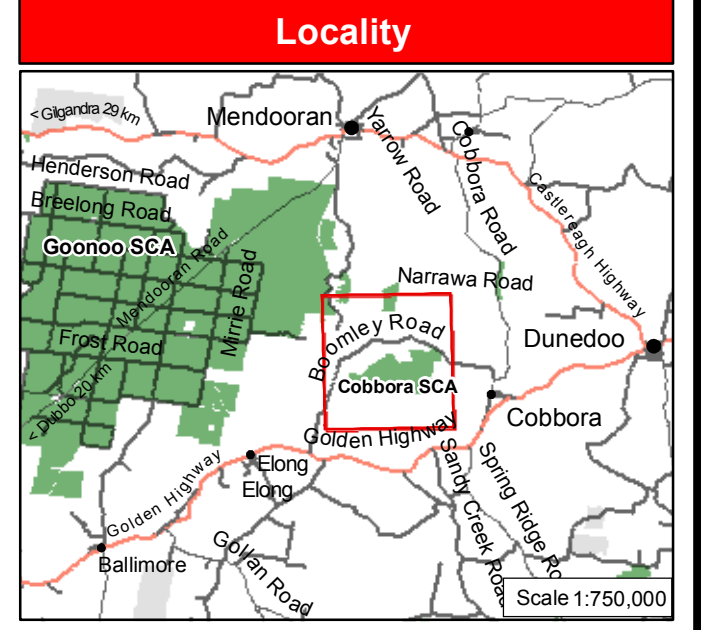 Locality
< Gilgandra 29 km
Mendooran
Yarrow Road
Cobbora Road
Henderson Road
Breelong Road
Castlereagh Highway
Goonoo SCA
Mendooran Road
Mirrie Road
Narrawa Road
Frost Road
Boomley Road
Dunedoo
< Dubbo 20 km
Cobbora SCA
Cobbora
Golden Highway
Elong
Elong
Golden Highway
Sandy Creek Road
Spring Ridge Ro
Ballimore
Gollan Road
Scale 1:750,000